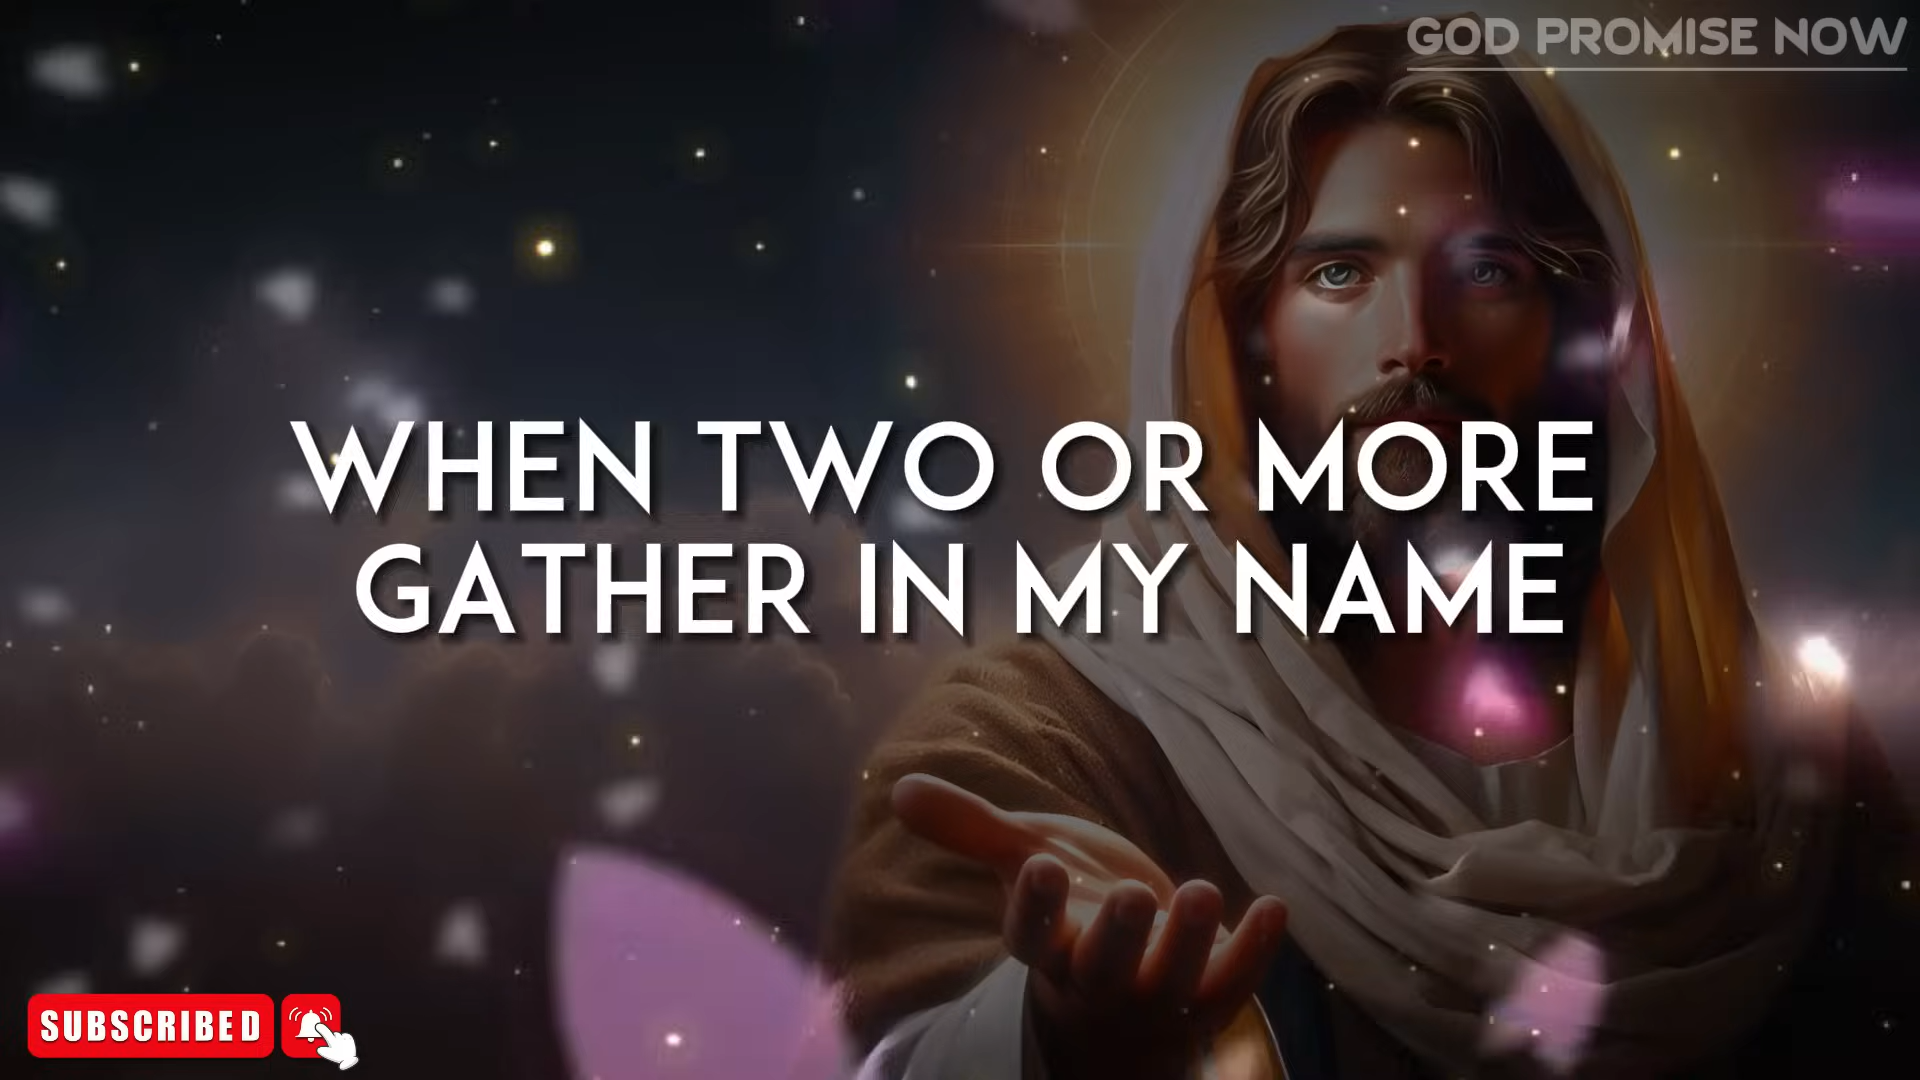 GOD PROMISE NOW
WHEN TWO OR MORE
GATHER IN MY NAME
SUBSCRIBED